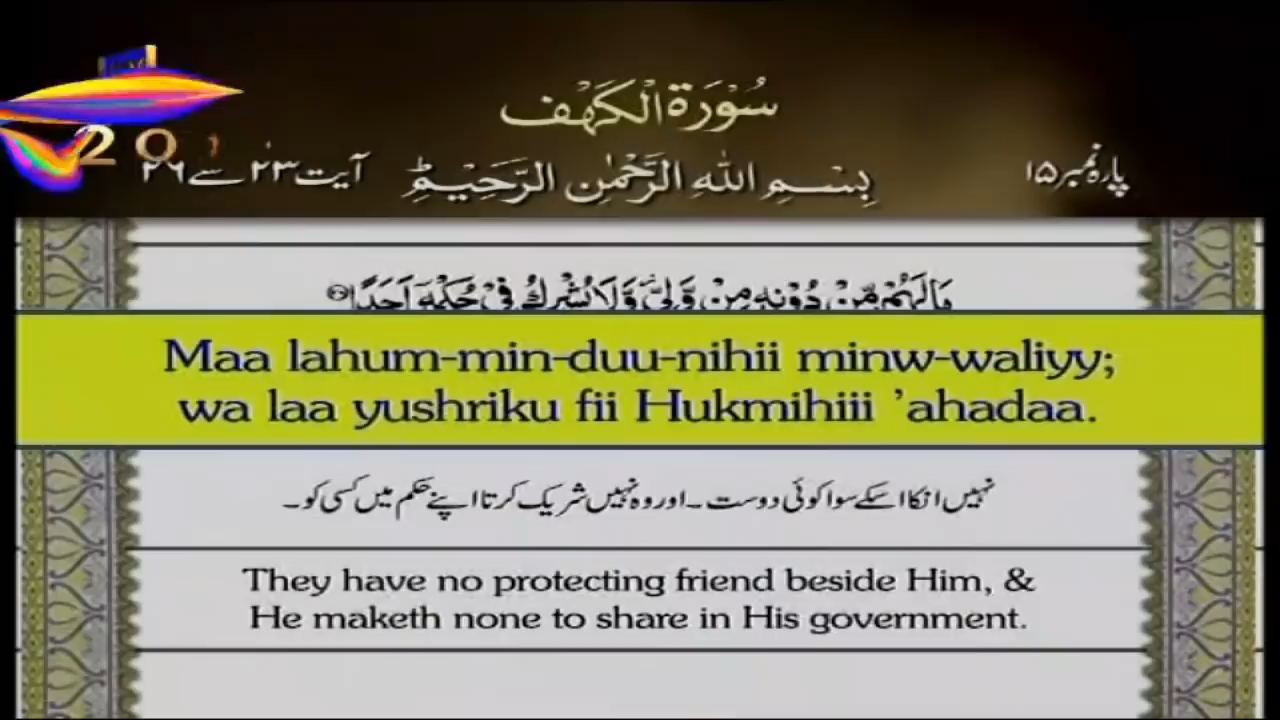 سُوْرَۃُ الْکَہْف
پارہ نمبر ۱۵
بِسْمِ اللهِ الرَّحْمٰنِ الرَّحِيْمِ
آیت ۲۳ سے ۲۶
20
مَا لَهُمْ مِّنْ دُوْنِهٖ مِنْ وَّلِيٍّ وَّلَا يُشْرِكُ فِيْ حُكْمِهٖٓ اَحَدًا
Maa lahum-min-duu-nihii minw-waliyy;
wa laa yushriku fii Hukmihiii 'ahadaa.
نہیں انکا اسکے سوا کوئی دوست ۔ اور وہ نہیں شریک کرتا اپنے حکم میں کسی کو ۔
They have no protecting friend beside Him, &
He maketh none to share in His government.